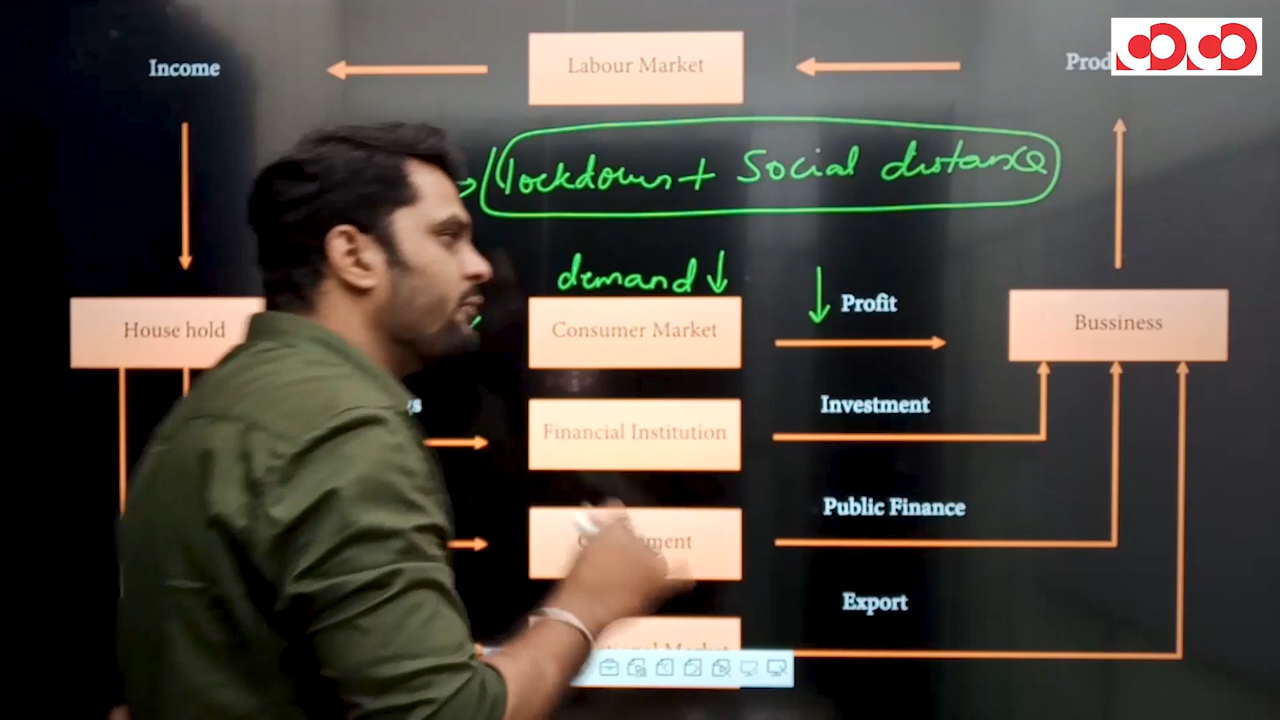 Income
Labour Market
lockdown + Social distance
demand ↓
↓
Profit
House hold
Consumer Market
Bussiness
Investment
Financial Institution
Public Finance
Export